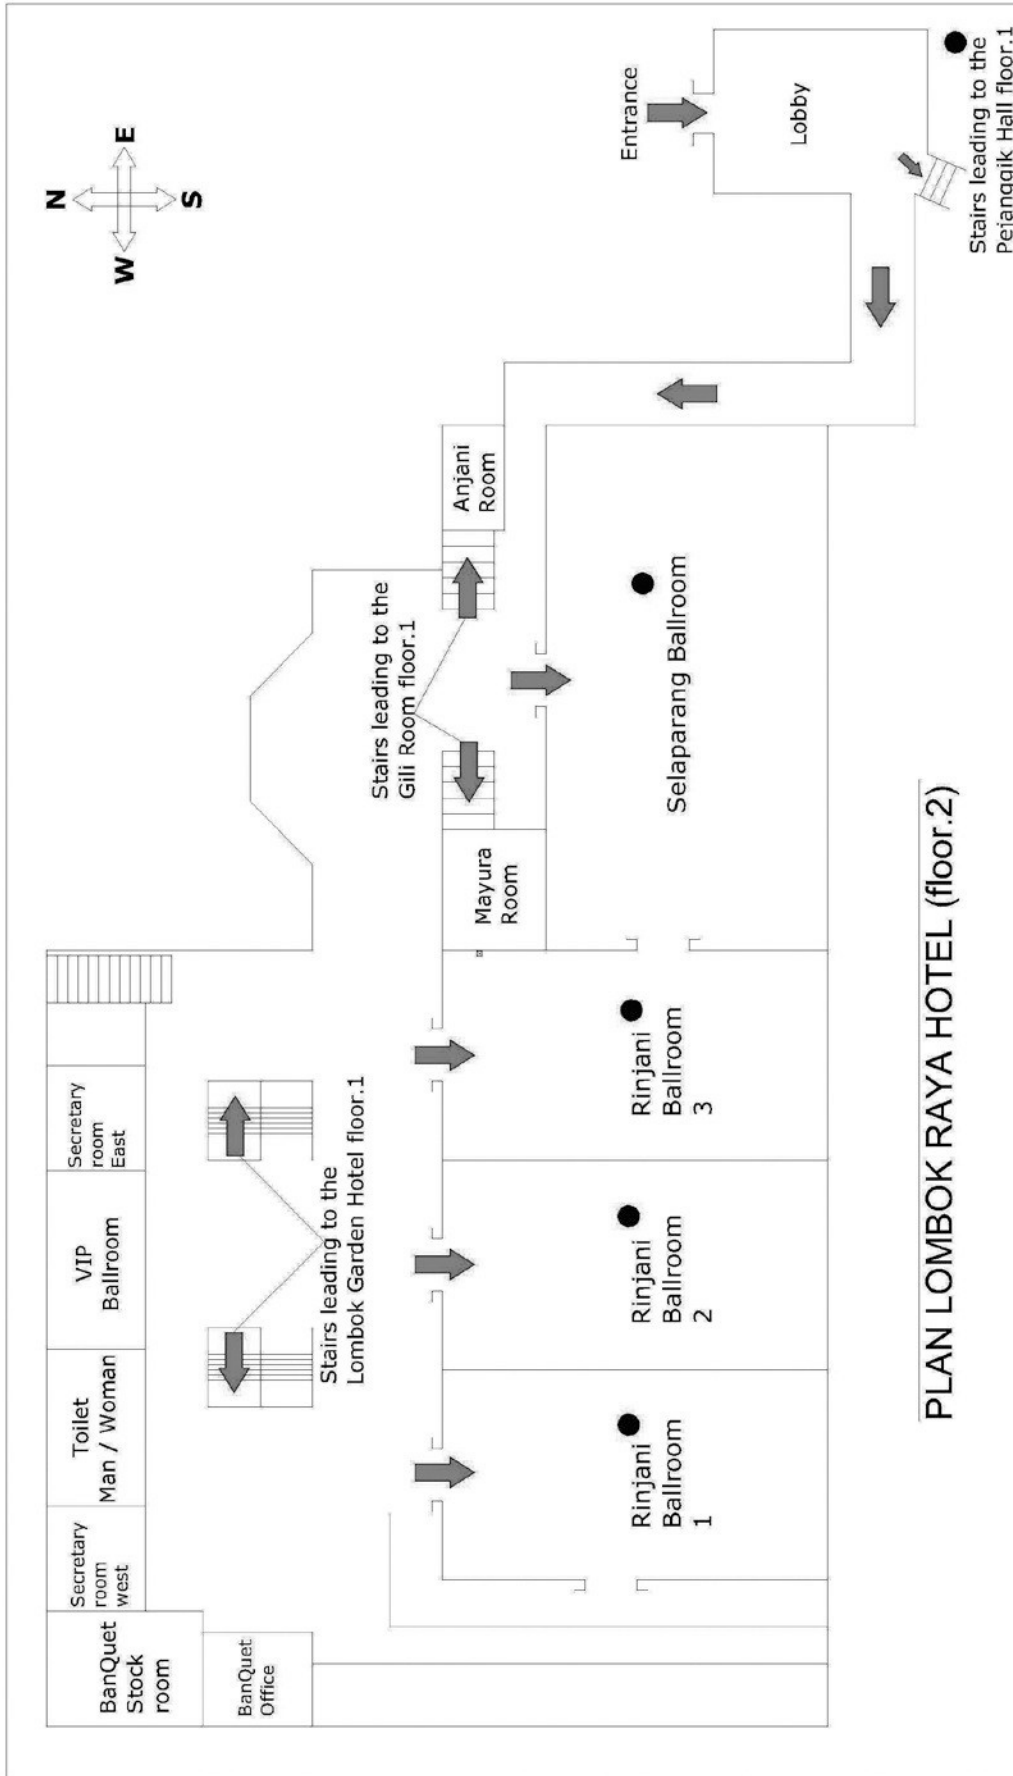 N
W
E
S
BanQuet
Stock
room
Secretary
room
west
Toilet
Man / Woman
VIP
Ballroom
Secretary
room
East
BanQuet
Office
Stairs leading to the
Lombok Garden Hotel floor.1
Stairs leading to the
Gili Room floor.1
Mayura
Room
Anjani
Room
Rinjani
Ballroom
1
Rinjani
Ballroom
2
Rinjani
Ballroom
3
Selaparang Ballroom
Entrance
Lobby
Stairs leading to the
Pejanggik Hall floor.1
PLAN LOMBOK RAYA HOTEL (floor.2)